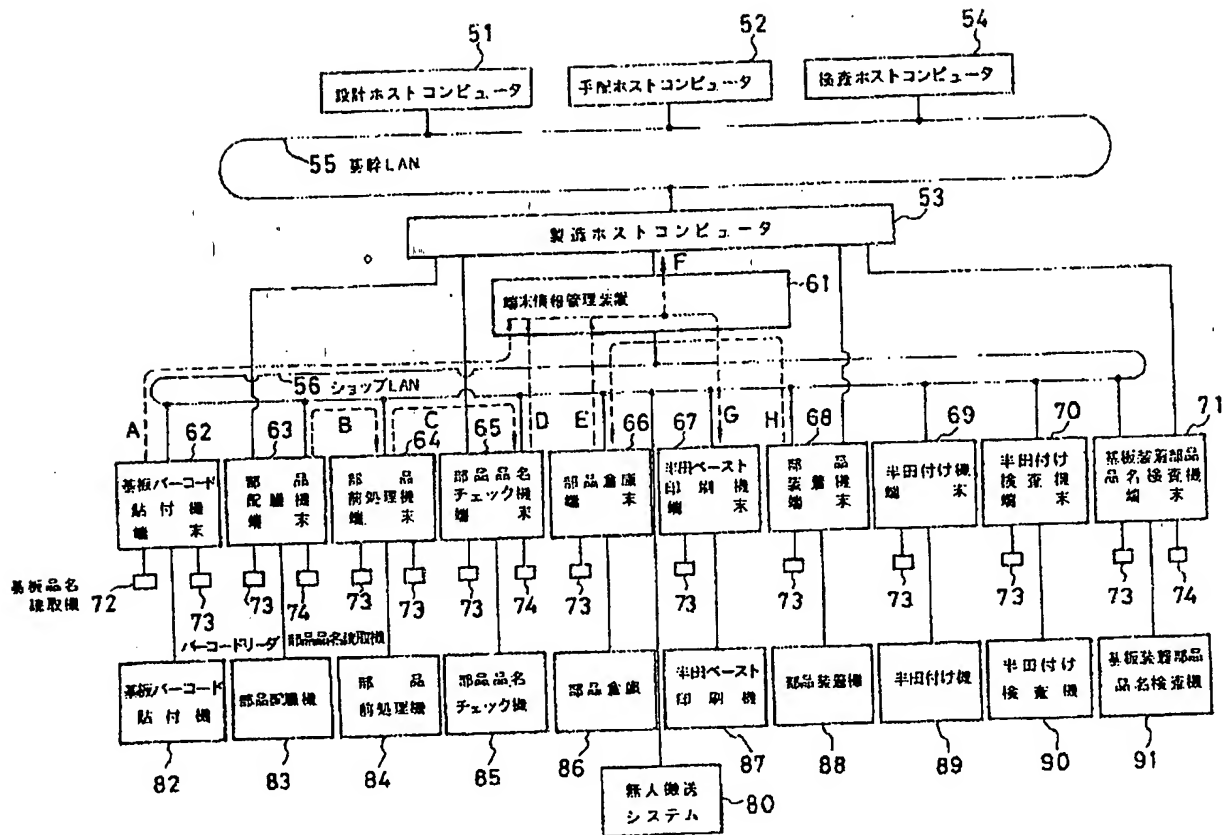 51
52
54
設計ホストコンピュータ
手配ホストコンピュータ
検査ホストコンピュータ
55 基幹LAN
53
製造ホストコンピュータ
F
61
端末情報管理装置
56 ショップLAN
A
62
63
B
64
C
65
D
E
66
67
G
H
68
69
70
71
基板バーコード
貼付機
端末
部品
配膳機
端末
部品
前処理機
端末
部品品名
チェック機
端末
部品倉庫
端末
半田ペースト
印刷機
端末
部品
装着機
端末
半田付け機
端末
半田付け
検査機
端末
基板装着部品
品名検査機
端末
基板品名
読取機
72
73
73
74
73
74
73
74
73
73
73
73
73
73
74
バーコードリーダ
部品品名読取機
基板バーコード
貼付機
部品配膳機
部品
前処理機
部品品名
チェック機
部品倉庫
半田ペースト
印刷機
部品装着機
半田付け機
半田付け
検査機
基板装着部品
品名検査機
82
83
84
85
86
87
88
89
90
91
無人搬送
システム
80